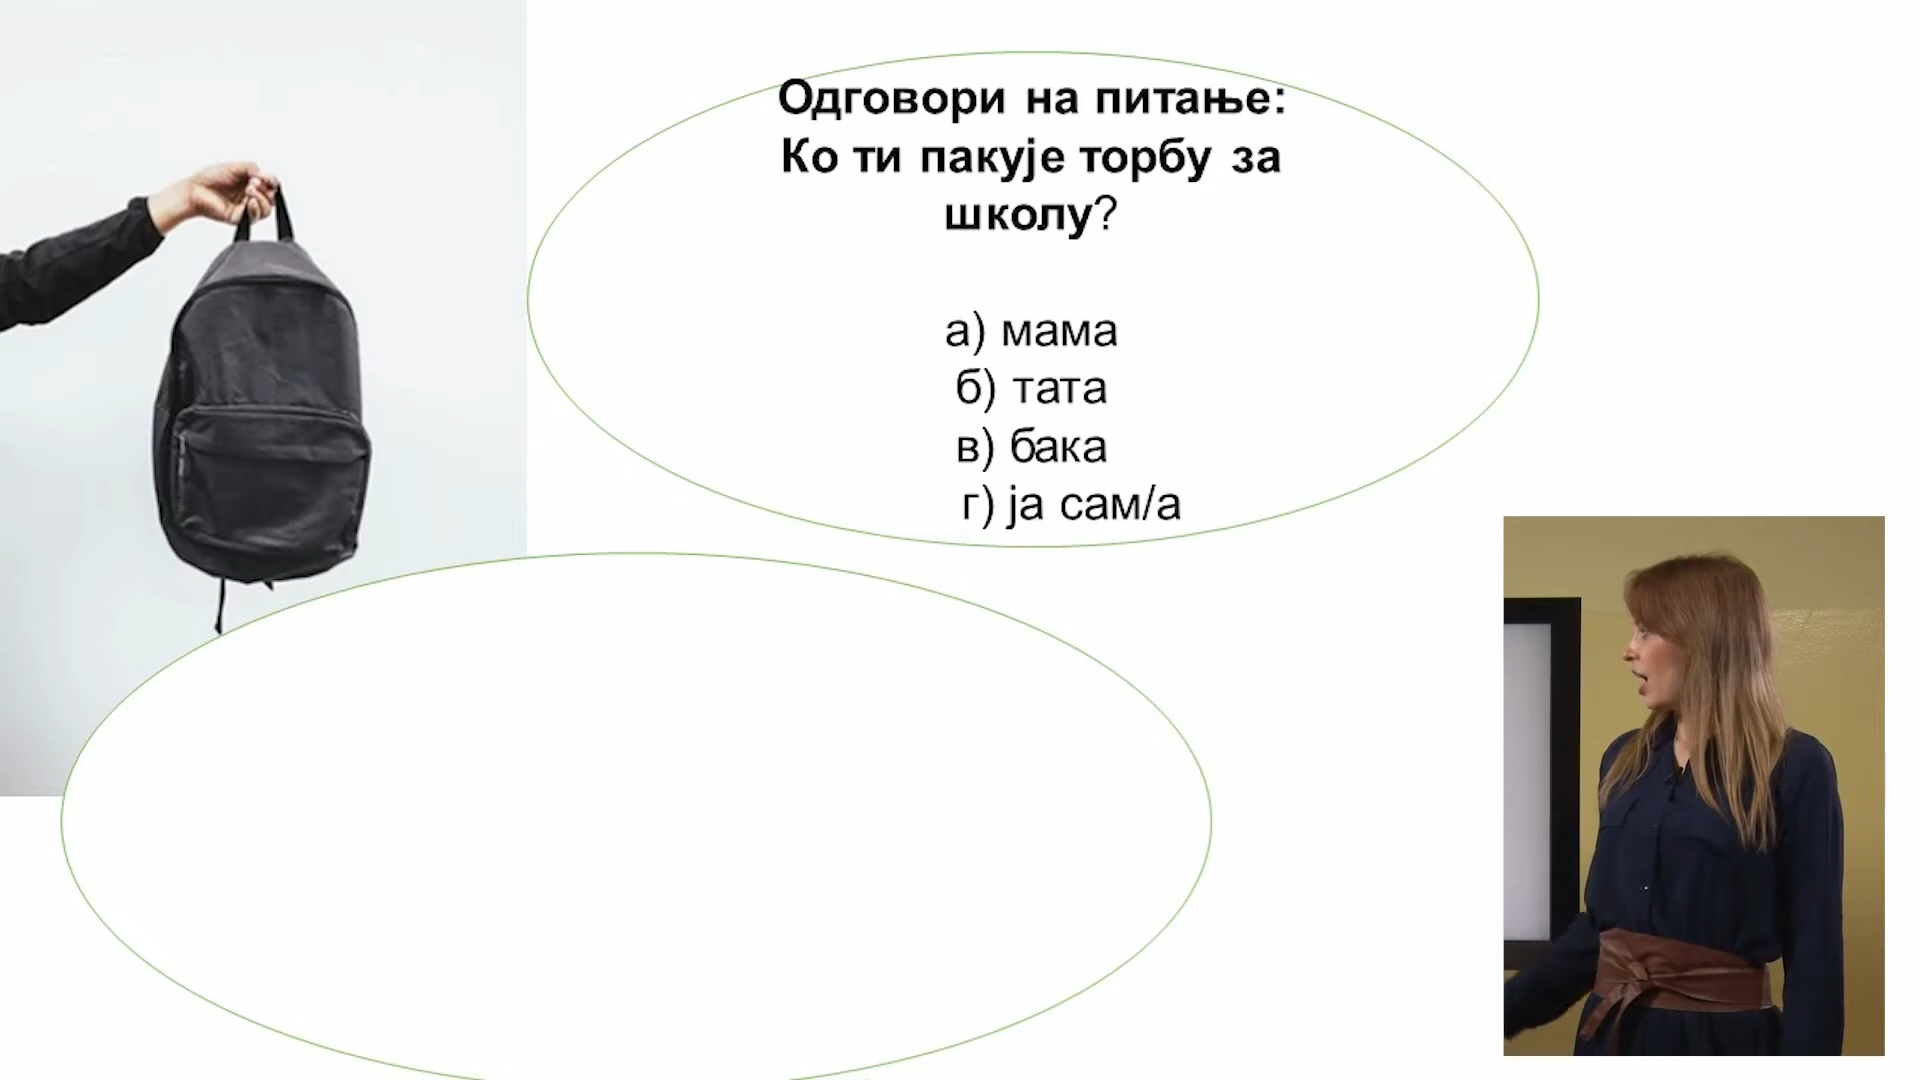 Одговори на питање:
Ко ти пакује торбу за
школу?
а) мама
б) тата
в) бака
г) ја сам/а